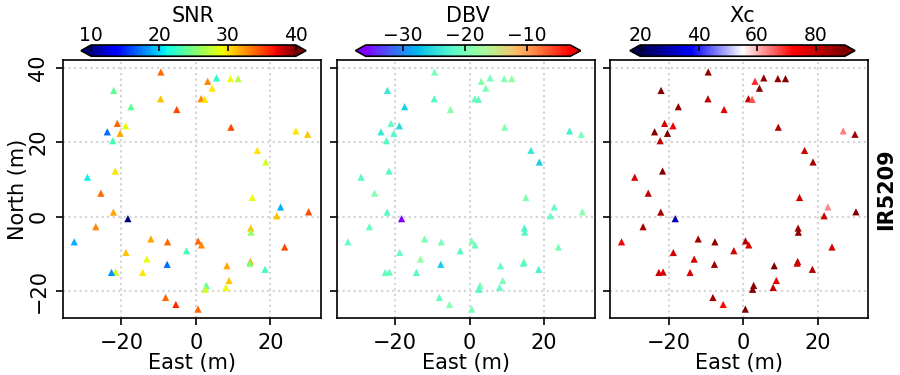 SNR DBV Xc
10 20 30 40 −30 −20 −10 20 40 60 80
40
20
0
−20
North (m)
IR5209
−20 0 20 −20 0 20 −20 0 20
East (m) East (m) East (m)